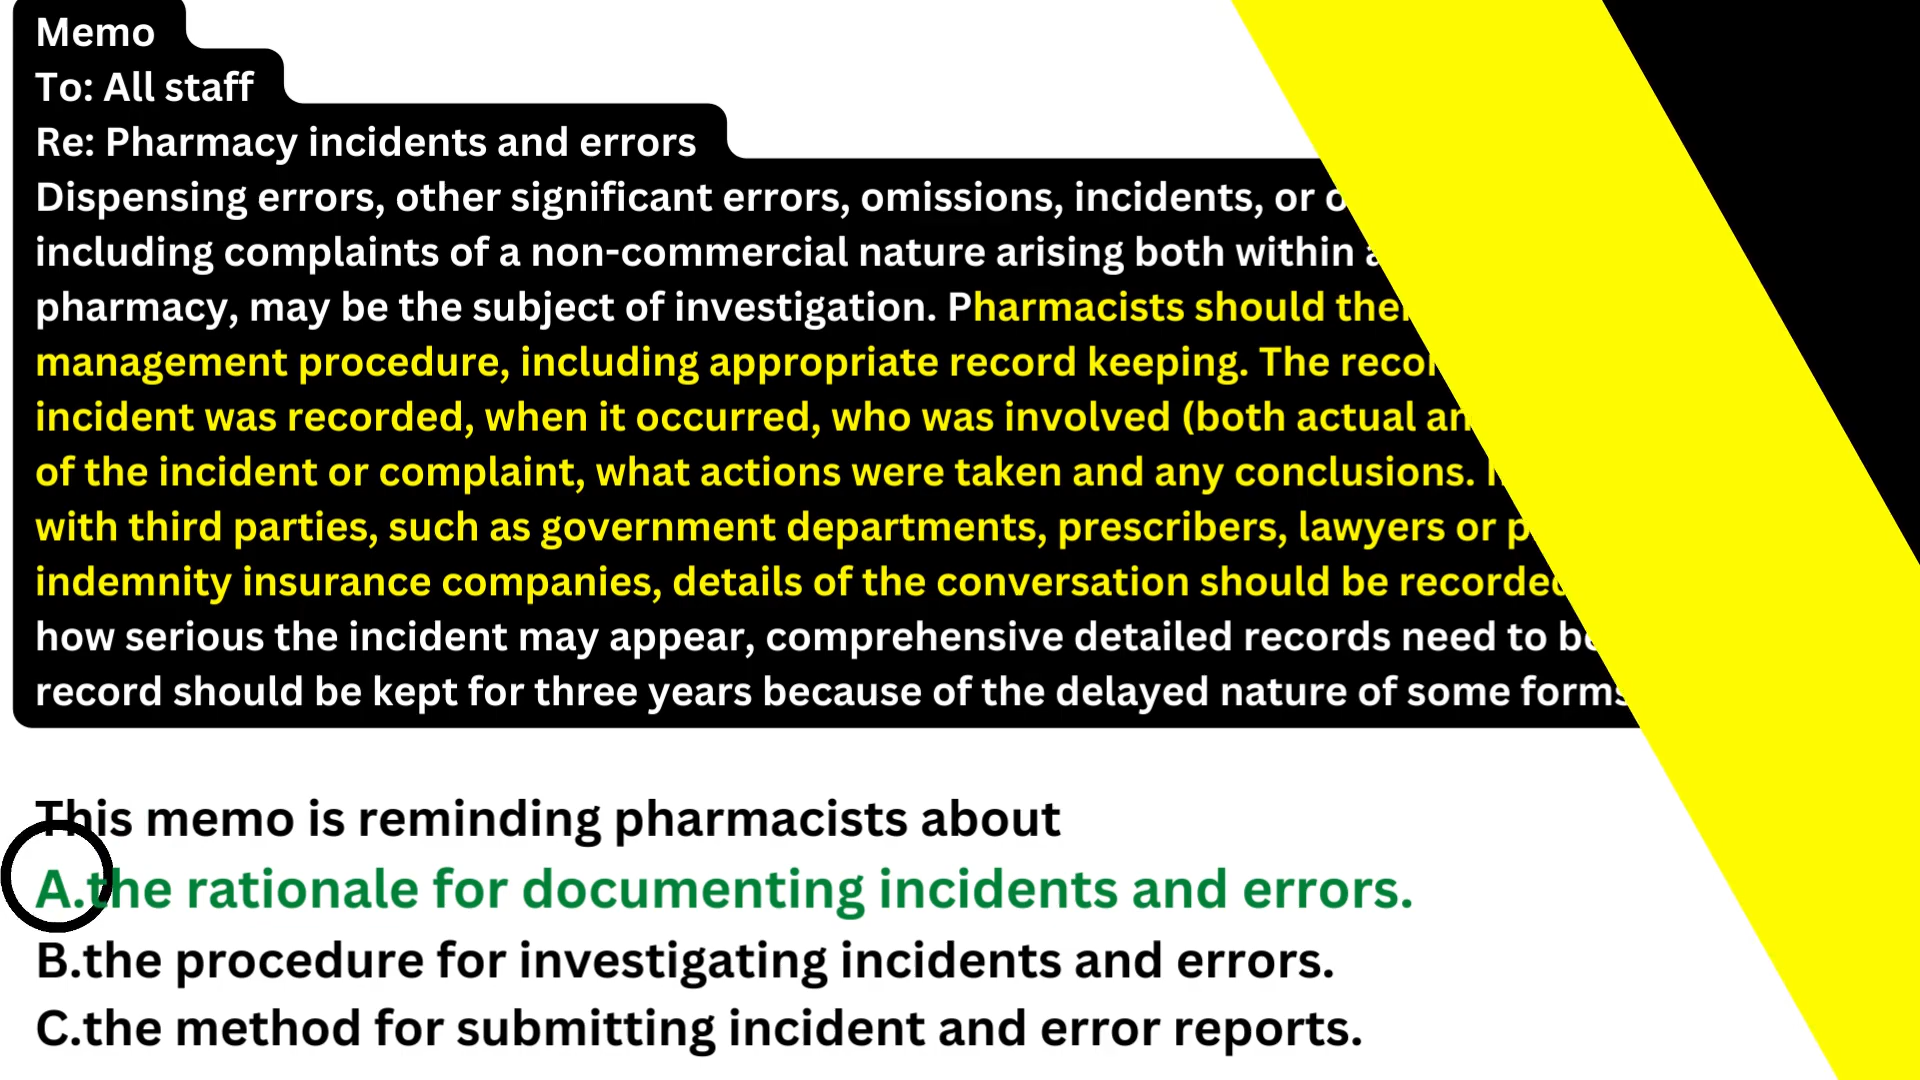 Memo
To: All staff
Re: Pharmacy incidents and errors
Dispensing errors, other significant errors, omissions, incidents, or
including complaints of a non-commercial nature arising both within
pharmacy, may be the subject of investigation. Pharmacists should
management procedure, including appropriate record keeping. The
incident was recorded, when it occurred, who was involved (both actual
of the incident or complaint, what actions were taken and any conclusions.
with third parties, such as government departments, prescribers, lawyers or
indemnity insurance companies, details of the conversation should be recorded
how serious the incident may appear, comprehensive detailed records need to
record should be kept for three years because of the delayed nature of some forms
This memo is reminding pharmacists about
A.the rationale for documenting incidents and errors.
B.the procedure for investigating incidents and errors.
C.the method for submitting incident and error reports.